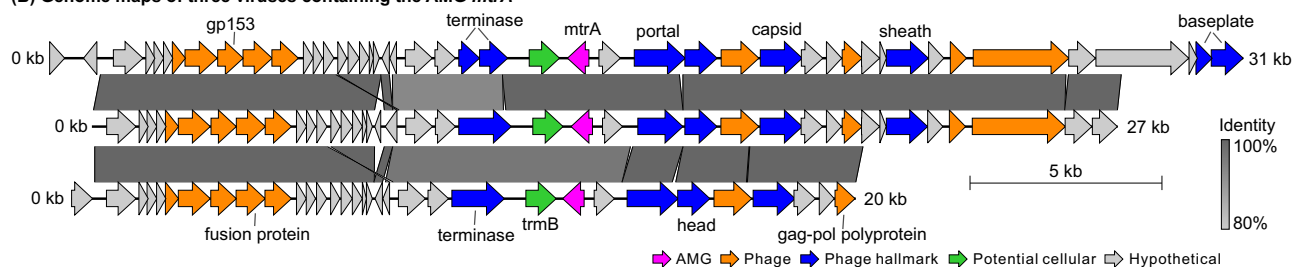 (B) Genome maps of three viruses containing the AMG mtrA
gp153
terminase
mtrA
portal
capsid
sheath
baseplate
0 kb
31 kb
0 kb
27 kb
Identity
100%
80%
5 kb
0 kb
20 kb
fusion protein
terminase
trmB
head
gag-pol polyprotein
AMG Phage Phage hallmark Potential cellular Hypothetical